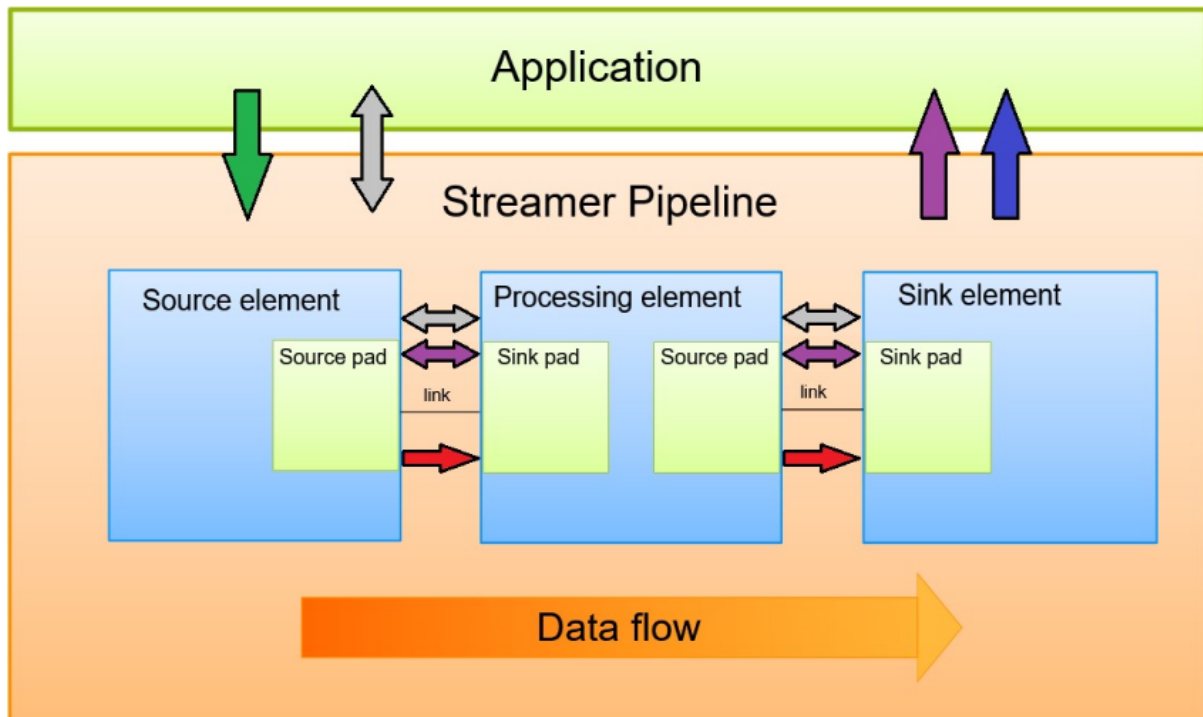 Application
Streamer Pipeline
Source element
Processing element
Sink element
Source pad
Sink pad
Source pad
Sink pad
link
link
Data flow